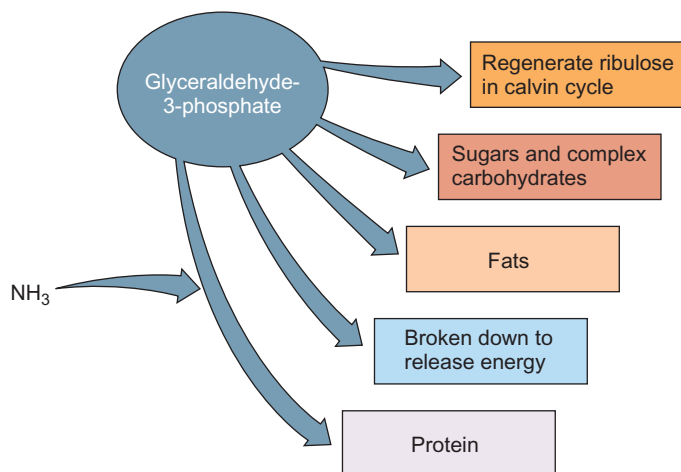 Glyceraldehyde-
3-phosphate
Regenerate ribulose
in calvin cycle
Sugars and complex
carbohydrates
Fats
NH₃
Broken down to
release energy
Protein